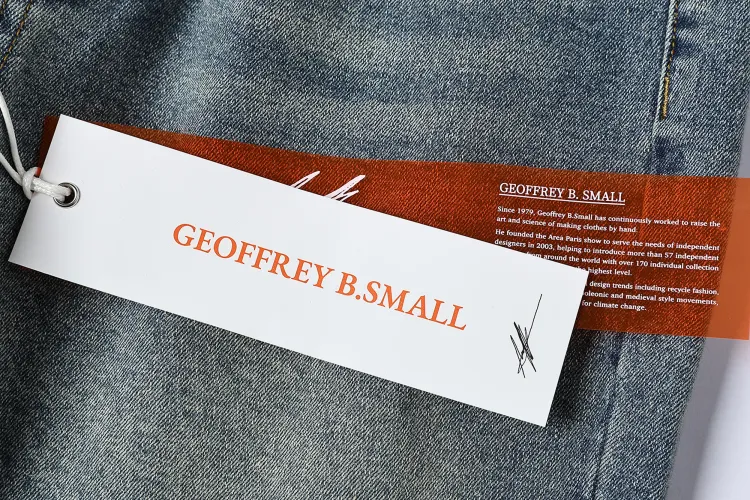 GEOFFREY B.SMALL
GEOFFREY B. SMALL
Since 1979, Geoffrey B.Small has continuously worked to raise the
art and science of making clothes by hand.
He founded the Area Paris show to serve the needs of independent
designers in 2003, helping to introduce more than 57 independent
around the world with over 170 individual collection
highest level.
design trends including recycle fashion,
and medieval style movements,
for climate change.